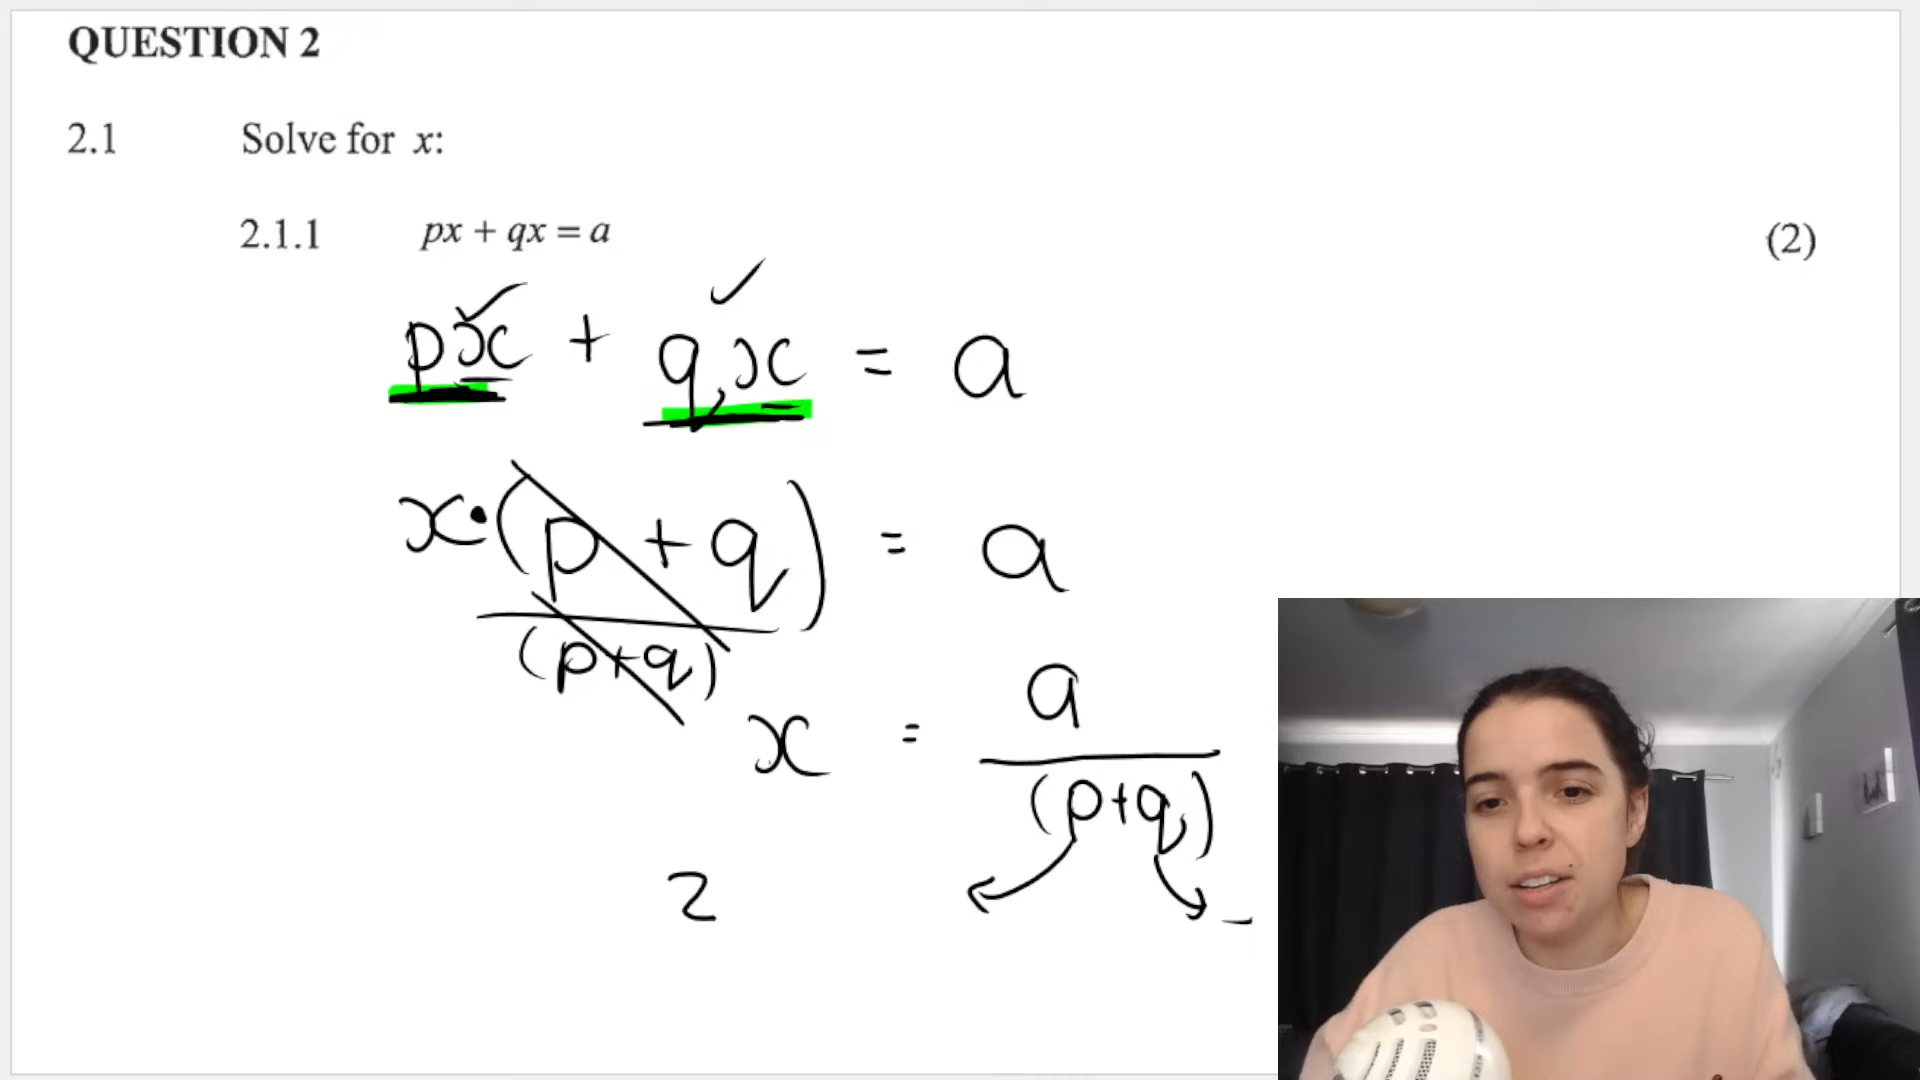 QUESTION 2
2.1 Solve for x:
2.1.1 px + qx = a (2)
px + qx = a
x·(p + q) = a
(p+q)
x = a
(p+q)
2 –